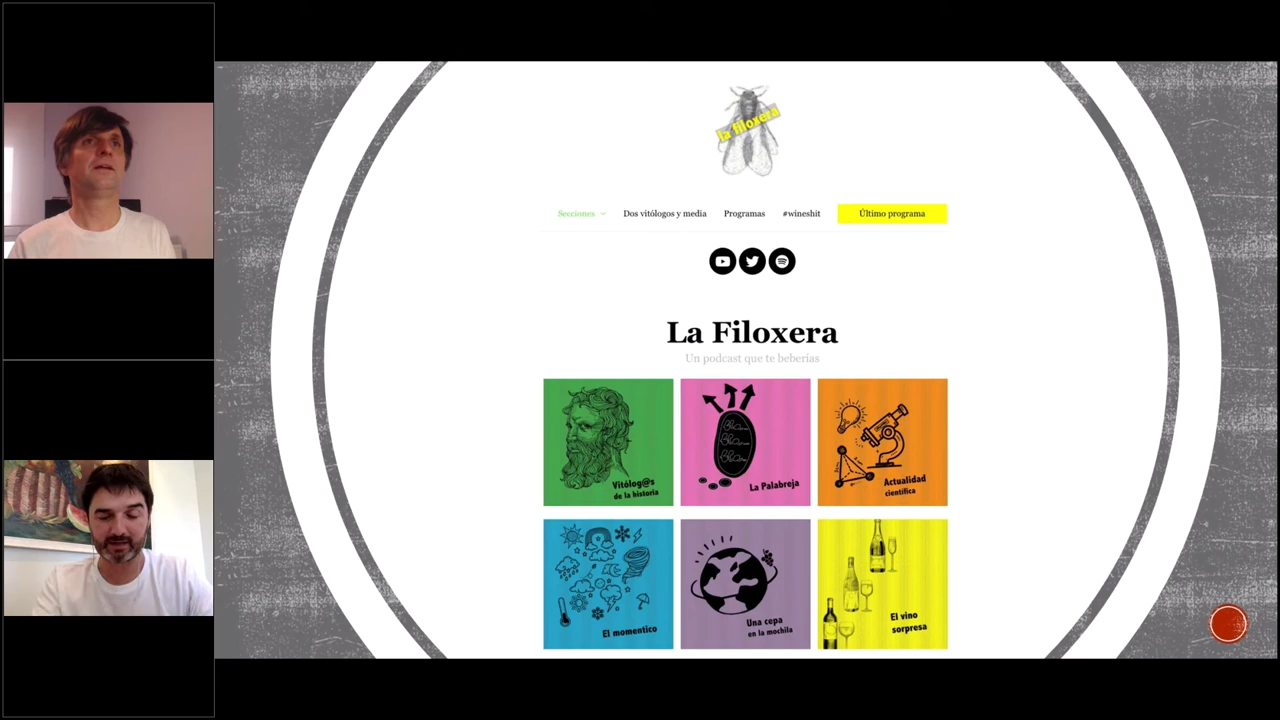 la filoxera
Secciones
Dos vitólogos y media
Programas
#wineshit
Último programa
La Filoxera
Un podcast que te beberías
Vitólog@s
de la historia
La Palabreja
Actualidad
científica
El momentico
Una cepa
en la mochila
El vino
sorpresa